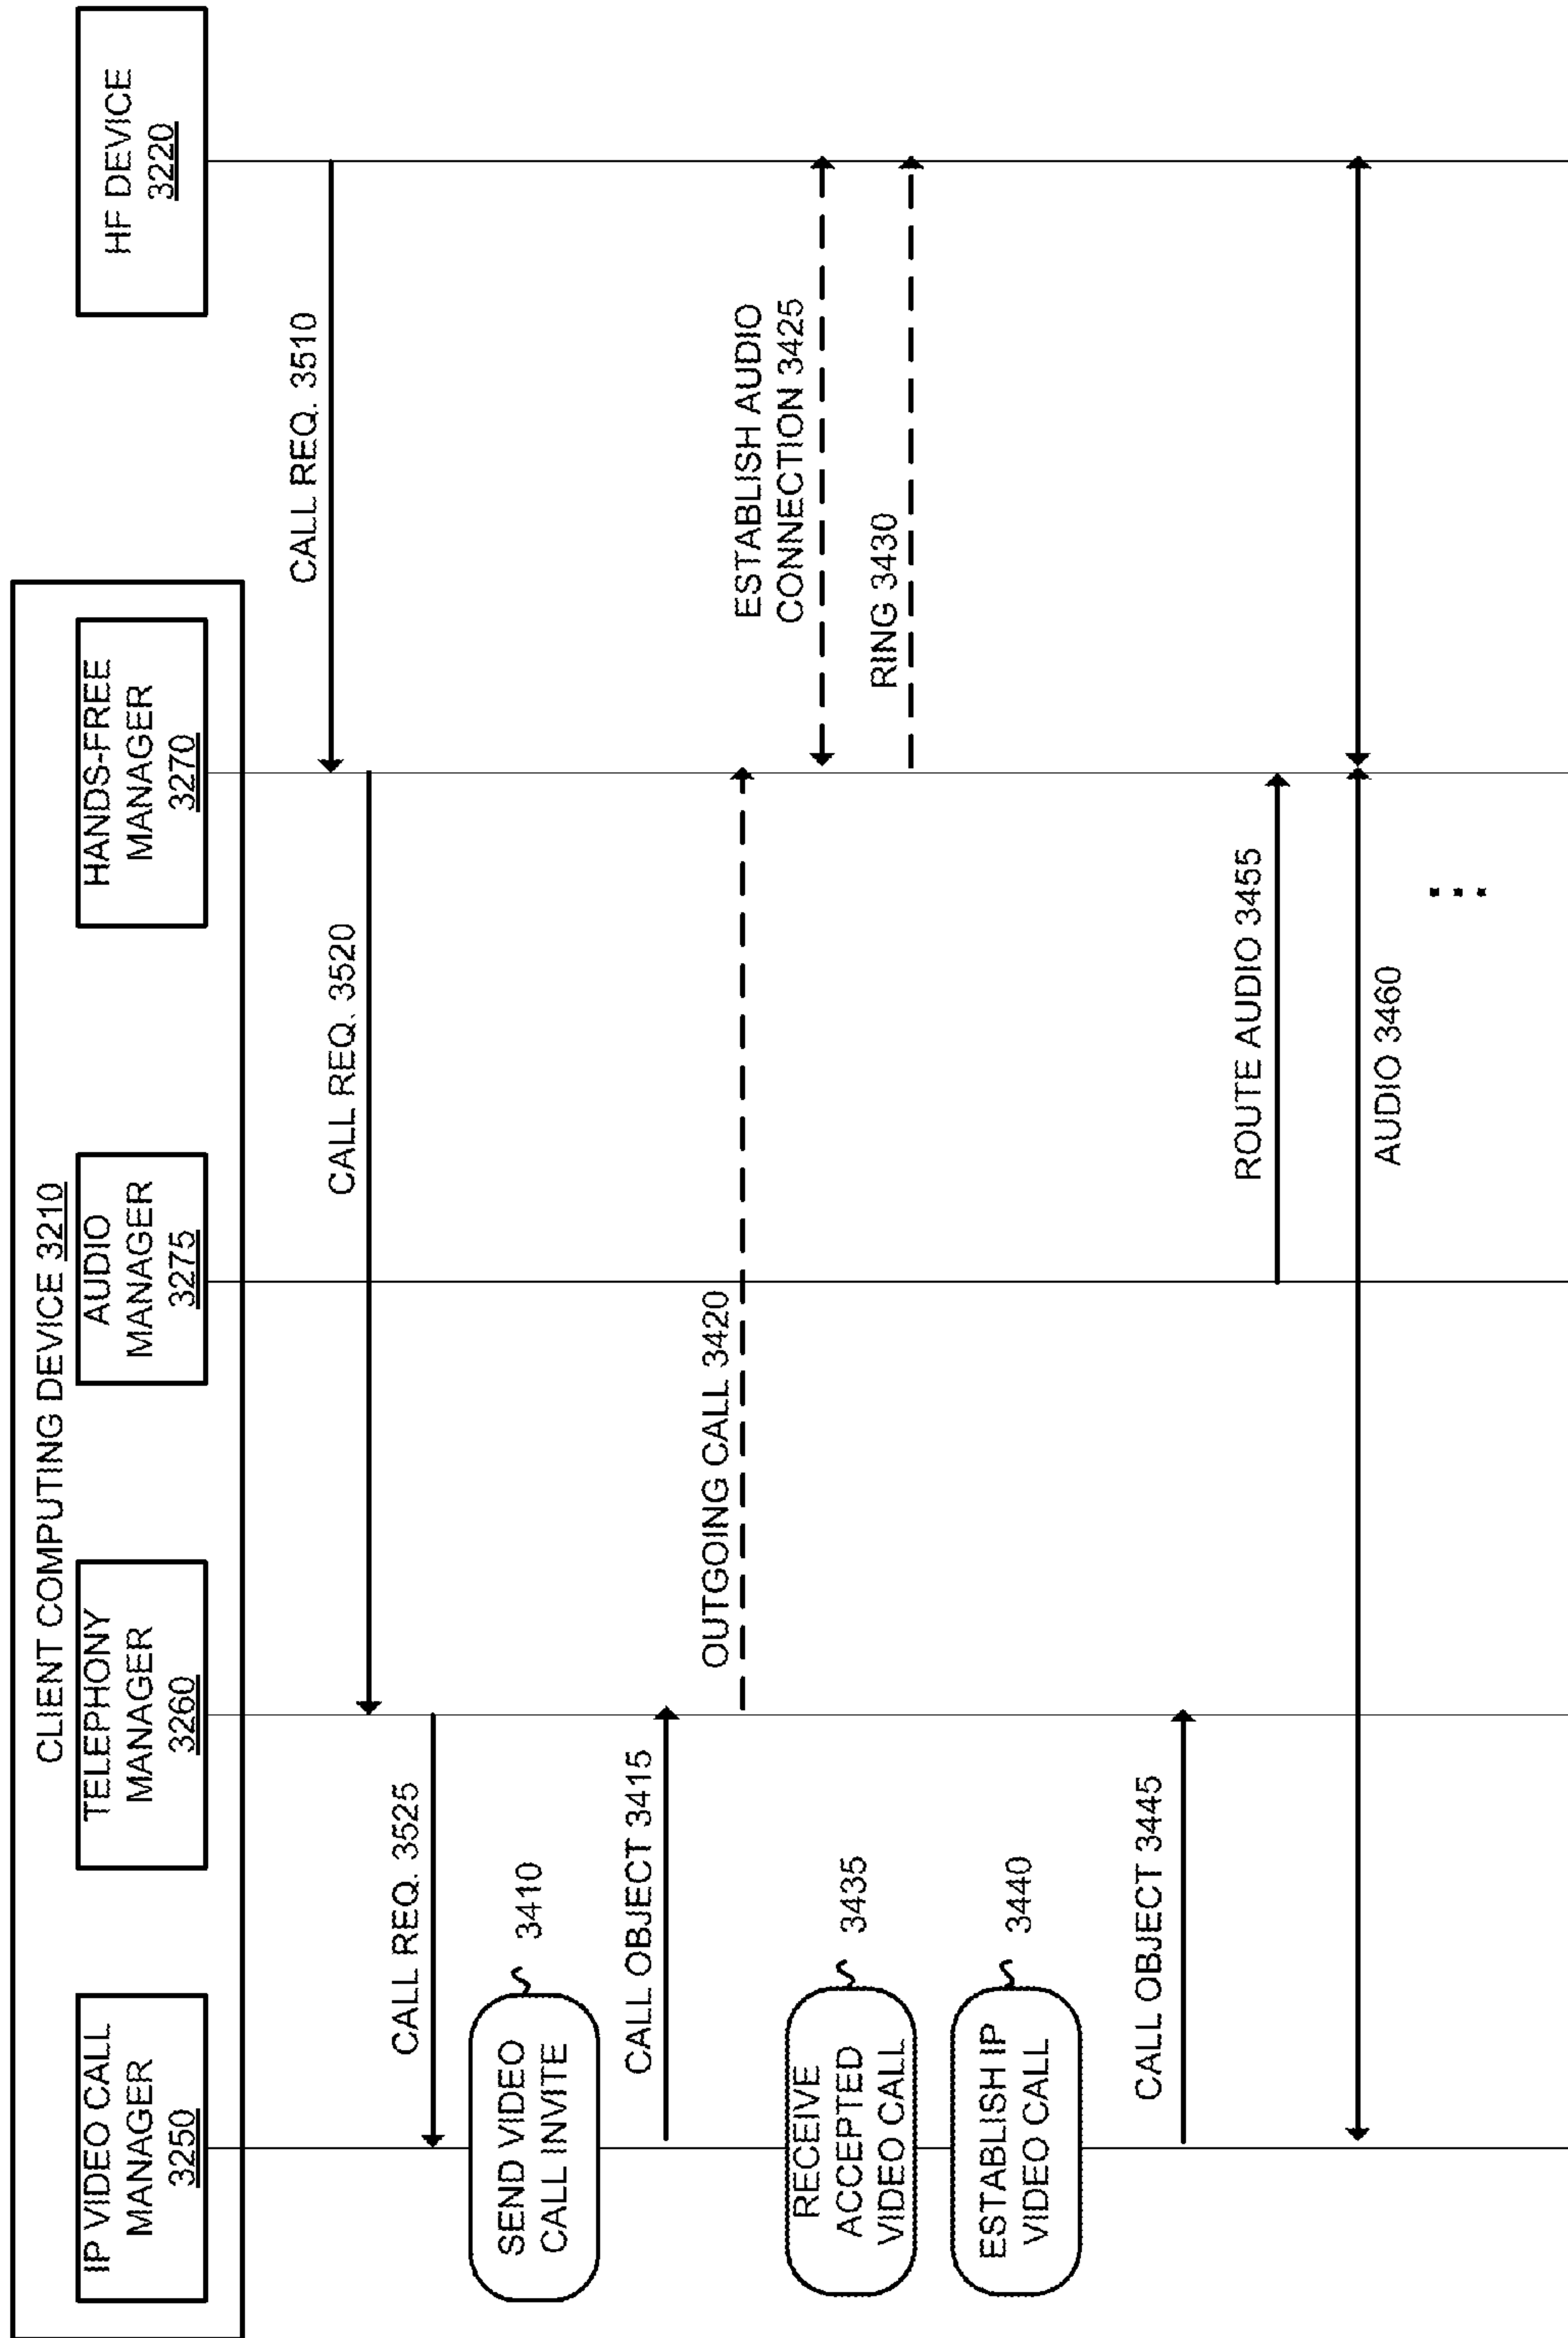 CLIENT COMPUTING DEVICE 3210
IP VIDEO CALL
MANAGER
3250
TELEPHONY
MANAGER
3260
AUDIO
MANAGER
3275
HANDS-FREE
MANAGER
3270
HF DEVICE
3220
CALL REQ. 3510
CALL REQ. 3520
CALL REQ. 3525
SEND VIDEO
CALL INVITE
3410
CALL OBJECT 3415
OUTGOING CALL 3420
ESTABLISH AUDIO
CONNECTION 3425
RING 3430
RECEIVE
ACCEPTED
VIDEO CALL
3435
ESTABLISH IP
VIDEO CALL
3440
CALL OBJECT 3445
ROUTE AUDIO 3455
AUDIO 3460